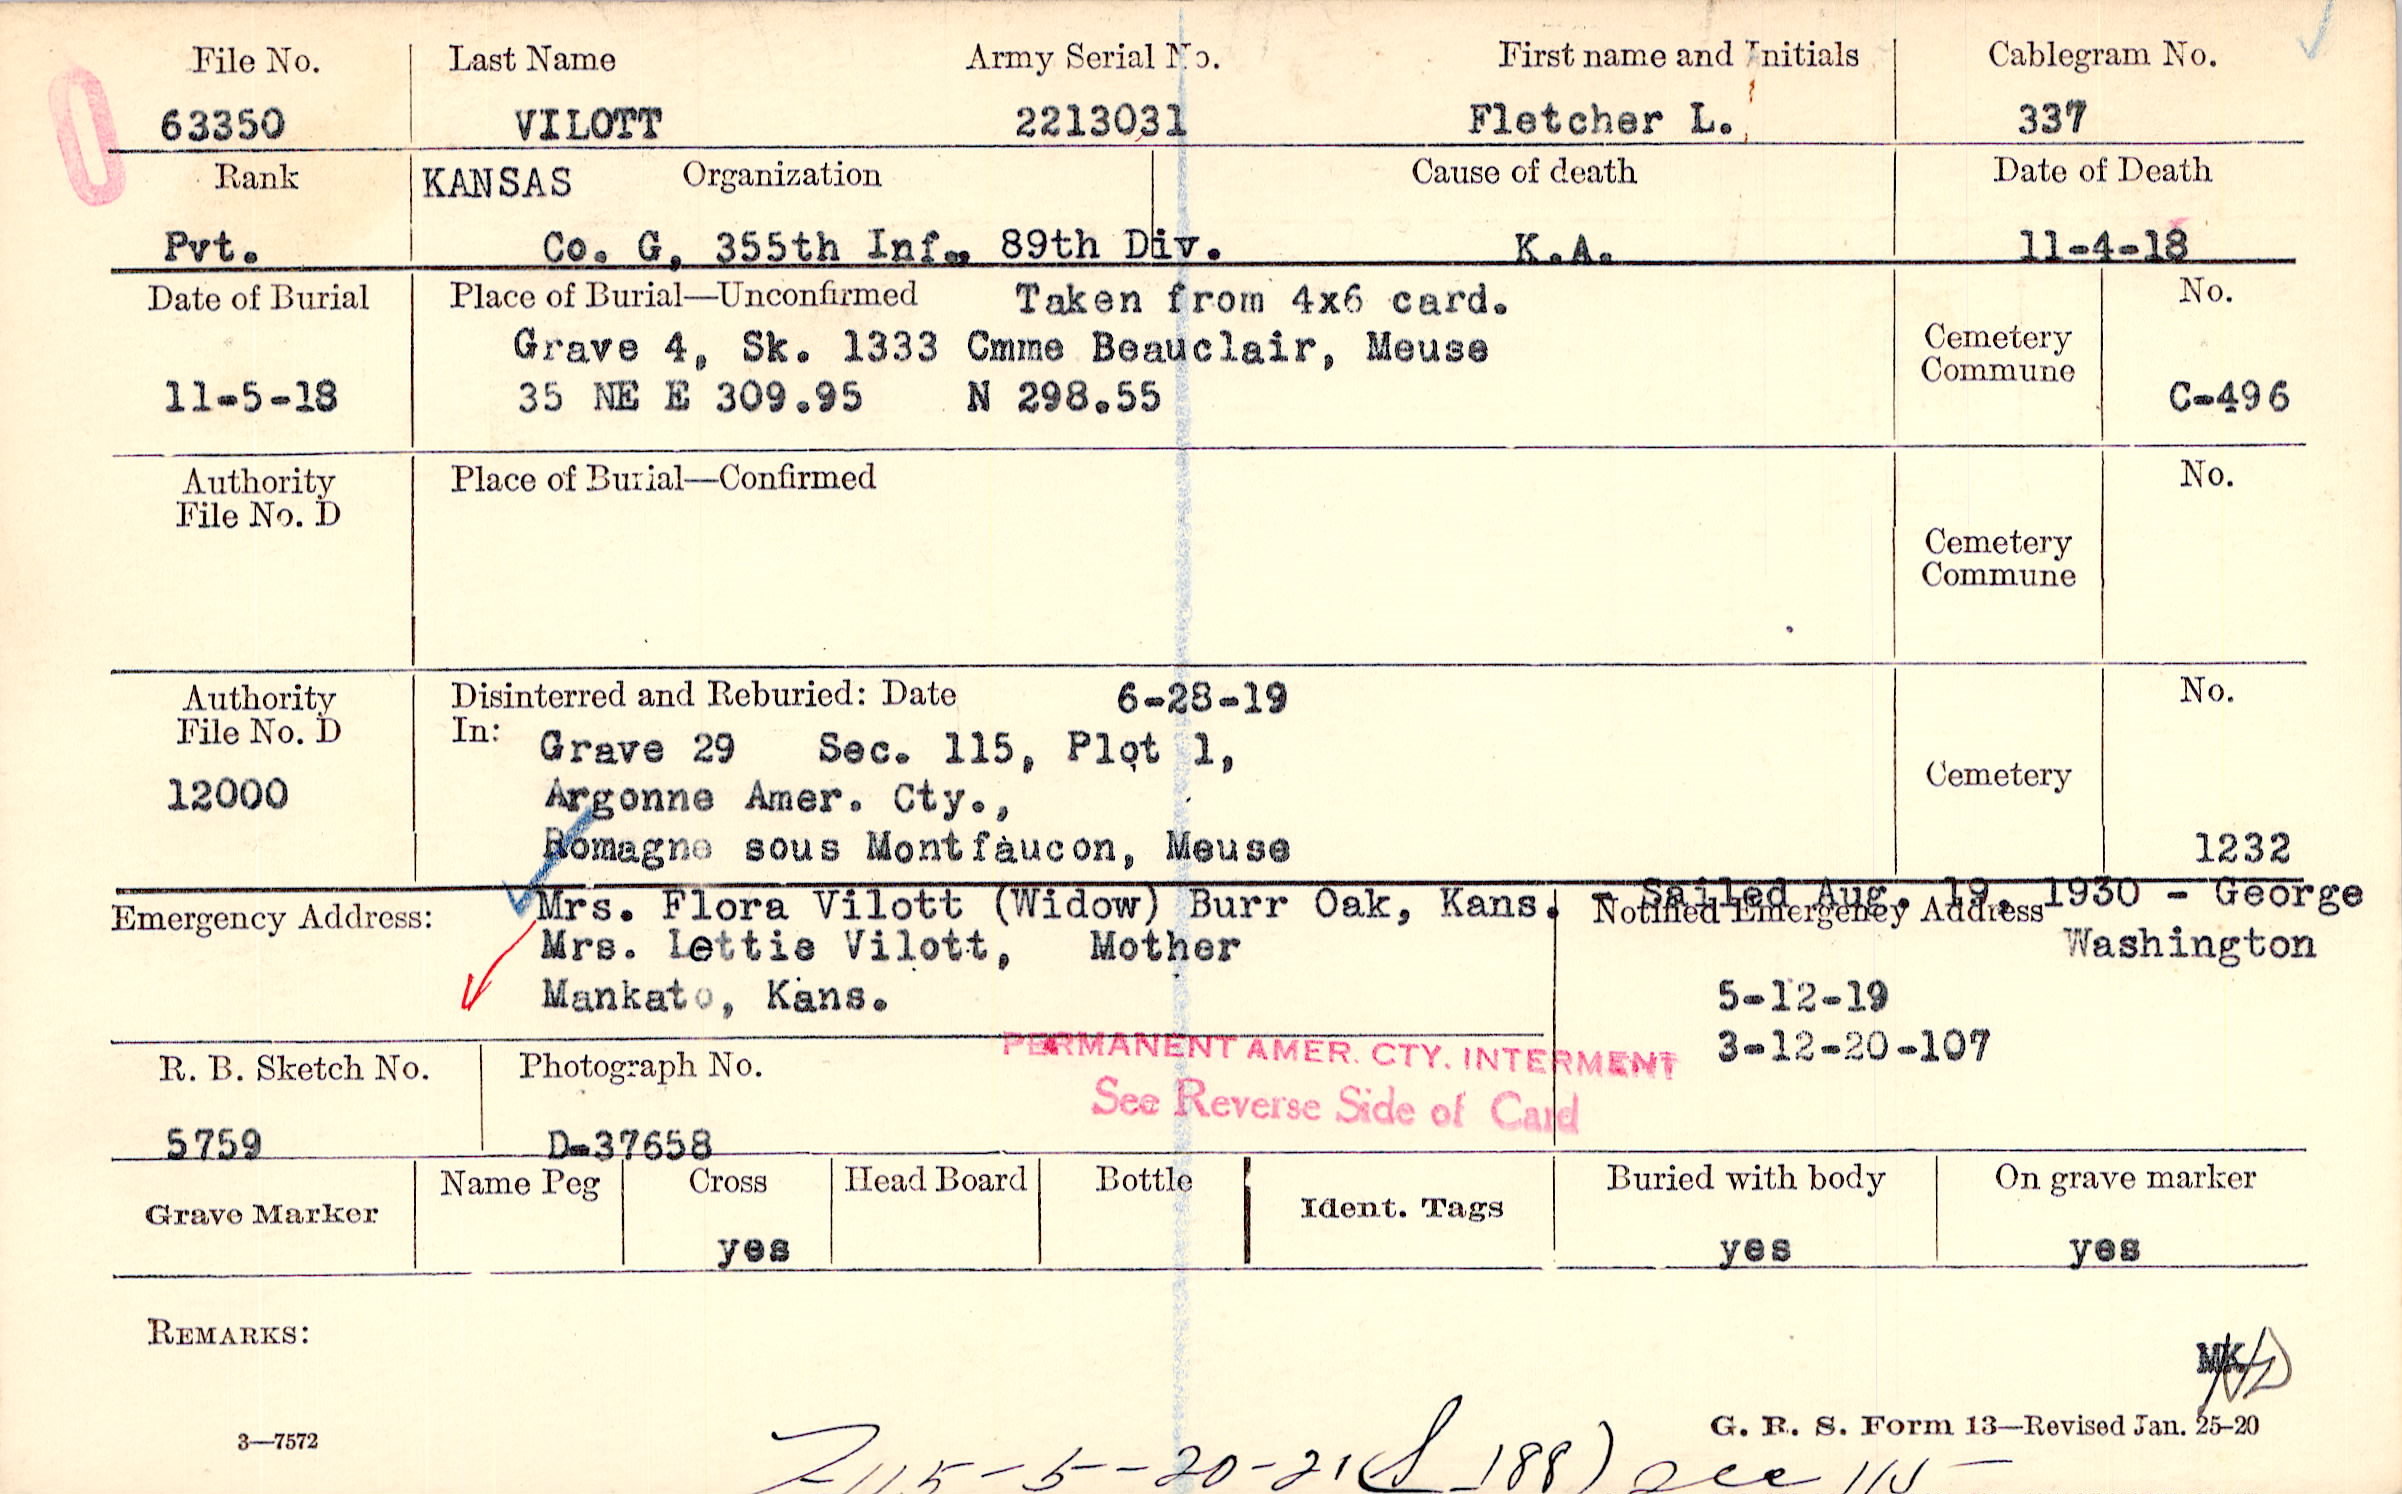 File No. Last Name Army Serial No. First name and Initials Cablegram No.
63350 VILOTT 2213031 Fletcher L. 337
Rank KANSAS Organization Cause of death Date of Death
Pvt. Co. G, 355th Inf., 89th Div. K.A. 11-4-18
Date of Burial Place of Burial—Unconfirmed Taken from 4x6 card. No.
Grave 4, Sk. 1333 Cmme Beauclair, Meuse Cemetery
Commune
11-5-18 35 NE E 309.95 N 298.55 C-496
Authority Place of Burial—Confirmed No.
File No. D
Cemetery
Commune
Authority Disinterred and Reburied: Date 6-28-19 No.
File No. D In: Grave 29 Sec. 115, Plot 1,
12000 Argonne Amer. Cty., Cemetery
Romagne sous Montfaucon, Meuse 1232
Emergency Address: Mrs. Flora Vilott (Widow) Burr Oak, Kans. - Sailed Aug. 19, 1930 - George
Notified Emergency Address
Mrs. Lettie Vilott, Mother Washington
Mankato, Kans. 5-12-19
PERMANENT AMER. CTY. INTERMENT 3-12-20-107
R. B. Sketch No. Photograph No.
See Reverse Side of Card
5759 D-37658
Grave Marker Name Peg Cross Head Board Bottle Ident. Tags Buried with body On grave marker
yes yes yes
REMARKS:
MK
G. R. S. Form 13—Revised Jan. 25-20
3—7572
115-5-20-21 188) see 115